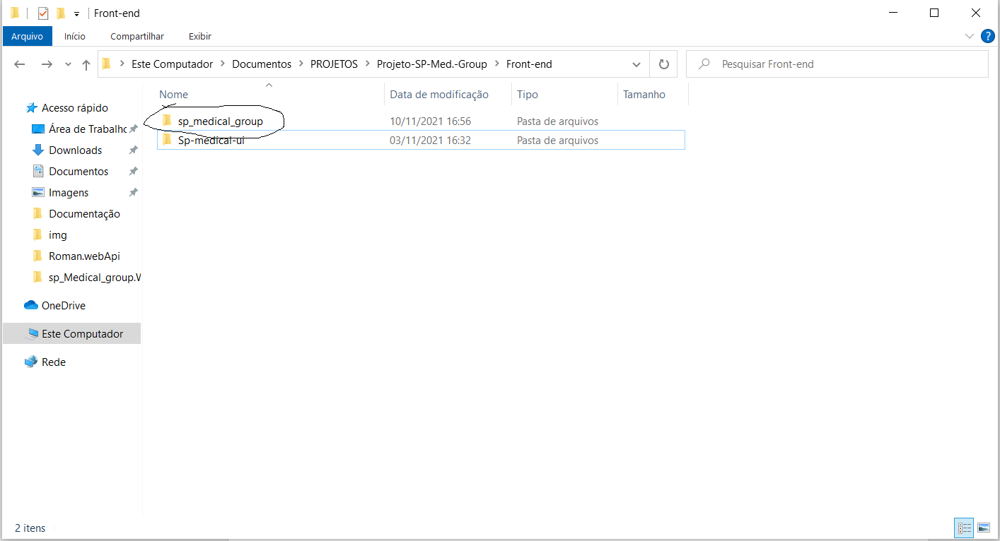 Front-end
Arquivo Início Compartilhar Exibir
Este Computador Documentos PROJETOS Projeto-SP-Med.-Group Front-end Pesquisar Front-end
Nome Data de modificação Tipo Tamanho
sp_medical_group 10/11/2021 16:56 Pasta de arquivos
Sp-medical-ui 03/11/2021 16:32 Pasta de arquivos
Acesso rápido
Área de Trabalho
Downloads
Documentos
Imagens
Documentação
img
Roman.webApi
sp_Medical_group.W
OneDrive
Este Computador
Rede
2 itens